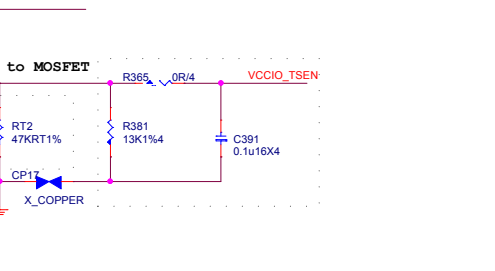 to MOSFET
R365 0R/4 VCCIO_TSEN
RT2
47KRT1%
R381
13K1%4
C391
0.1u16X4
CP17
X_COPPER